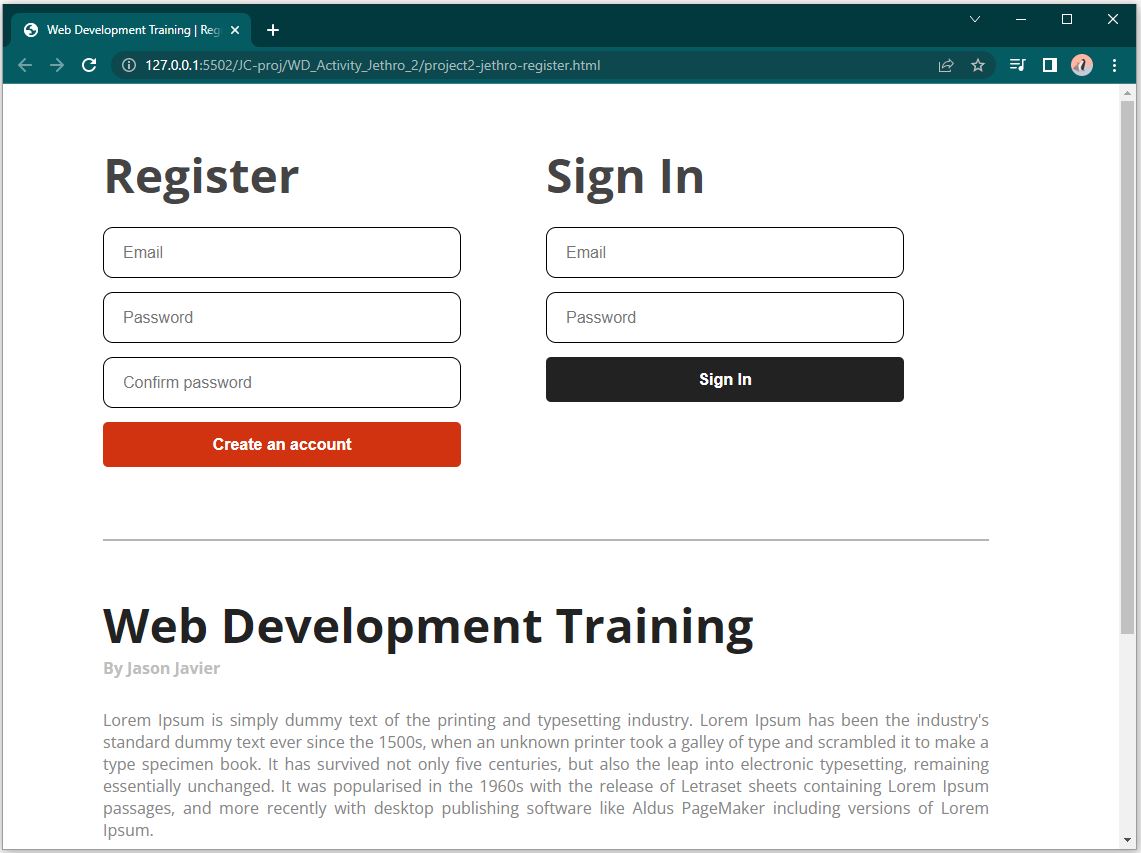 Web Development Training | Reg
127.0.0.1:5502/JC-proj/WD_Activity_Jethro_2/project2-jethro-register.html
Register
Email
Password
Confirm password
Create an account
Sign In
Email
Password
Sign In
Web Development Training
By Jason Javier
Lorem Ipsum is simply dummy text of the printing and typesetting industry. Lorem Ipsum has been the industry's
standard dummy text ever since the 1500s, when an unknown printer took a galley of type and scrambled it to make a
type specimen book. It has survived not only five centuries, but also the leap into electronic typesetting, remaining
essentially unchanged. It was popularised in the 1960s with the release of Letraset sheets containing Lorem Ipsum
passages, and more recently with desktop publishing software like Aldus PageMaker including versions of Lorem
Ipsum.